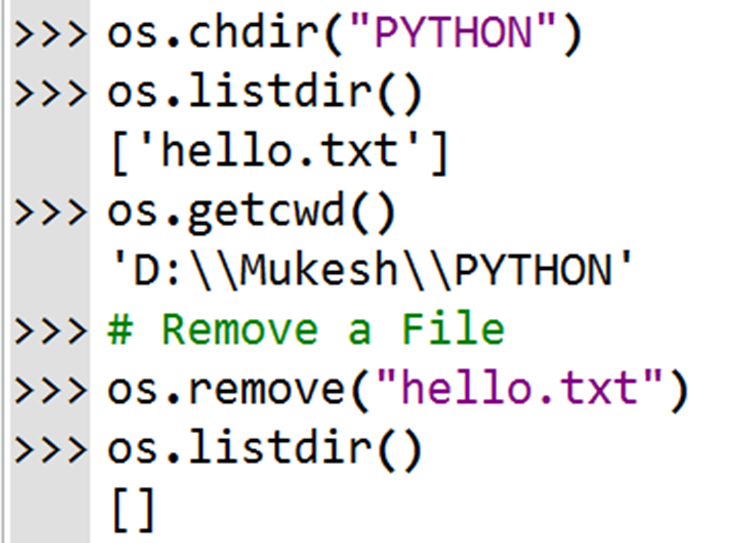 >>> os.chdir("PYTHON")
>>> os.listdir()
['hello.txt']
>>> os.getcwd()
'D:\\Mukesh\\PYTHON'
>>> # Remove a File
>>> os.remove("hello.txt")
>>> os.listdir()
[]